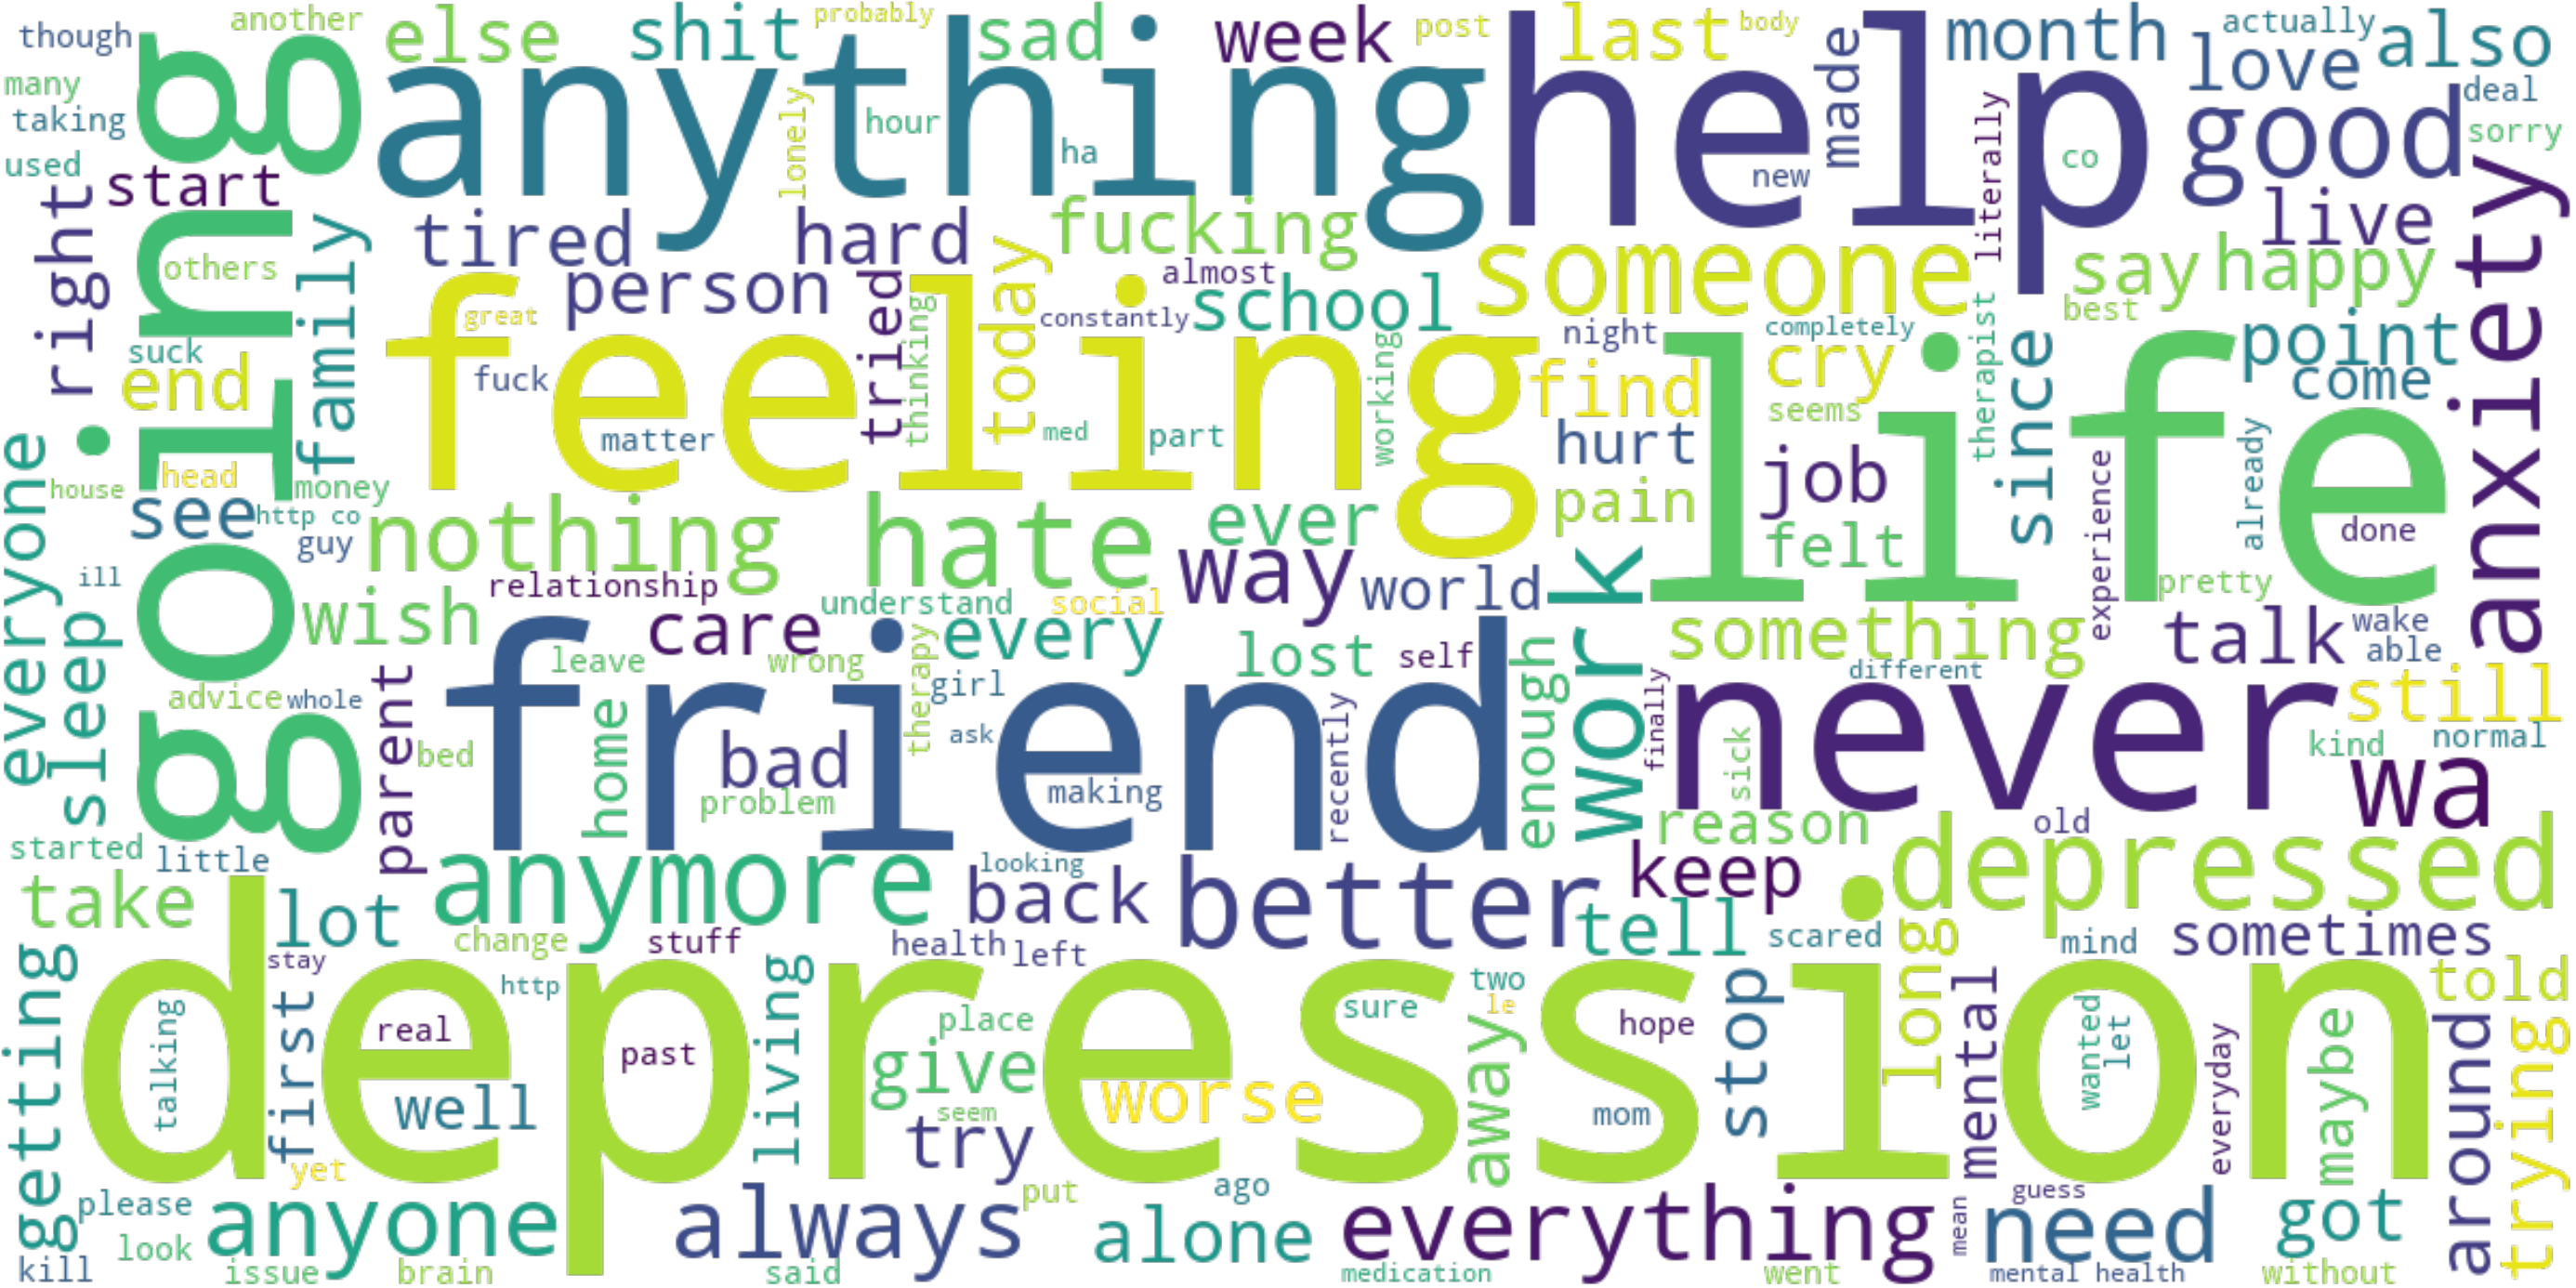 though
another
else
shit
probably
sad
week
post
last
body
month
actually
also
many
taking
used
going
anything
help
lonely
hour
ha
new
made
literally
co
love
good
deal
sorry
start
right
others
family
tired
hard
person
fucking
today
almost
someone
live
say
happy
anxiety
best
suck
end
great
feeling
fuck
matter
tried
thinking
constantly
school
med
part
working
night
find
hurt
completely
cry
seems
life
therapist
since
point
come
everyone
head
house
see
money
http co
guy
nothing
hate
ever
pain
job
felt
experience
already
done
ill
sleep
wish
relationship
care
understand
social
every
way
world
work
something
pretty
talk
wake
able
advice
whole
parent
friend
leave
wrong
therapy
girl
lost
self
enough
finally
different
never
still
bed
home
bad
problem
ask
making
recently
sick
kind
normal
wa
started
little
take
lot
anymore
looking
back
better
reason
keep
old
depressed
change
stuff
health
left
tell
scared
long
mind
sometimes
getting
stay
depression
http
talking
first
real
well
past
living
place
give
seem
try
worse
two
le
sure
away
hope
mom
stop
mental
wanted
let
everyday
maybe
told
around
trying
yet
please
look
kill
anyone
issue
brain
always
said
put
ago
alone
everything
medication
mean
guess
need
went
mental health
got
without